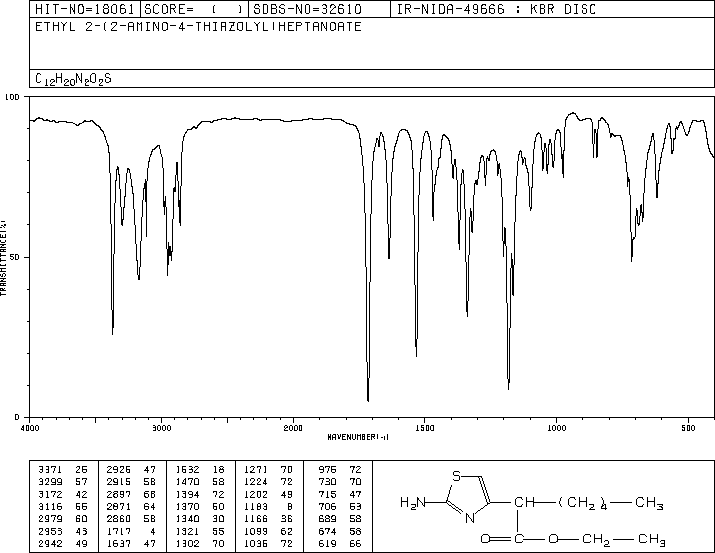 HIT-NO=18061 SCORE= ( ) SDBS-NO=32610 IR-NIDA-49666 : KBR DISC
ETHYL 2-(2-AMINO-4-THIAZOLYL)HEPTANOATE
C12H20N2O2S
100
50
0
TRANSMITTANCE(%)
4000 3000 2000 1500 1000 500
WAVENUMBER(-1)
3371 26 2926 47 1532 18 1271 70 976 72
3299 57 2915 58 1470 58 1224 72 730 70
3172 42 2897 66 1394 72 1202 49 715 47
3116 55 2871 64 1370 60 1183 8 706 53
2979 60 2860 58 1340 30 1166 36 689 58
2953 43 1717 4 1321 55 1099 62 674 58
2942 49 1637 47 1302 70 1036 72 619 66
S
H2N N CH (CH2)4 CH3
O C O CH2 CH3